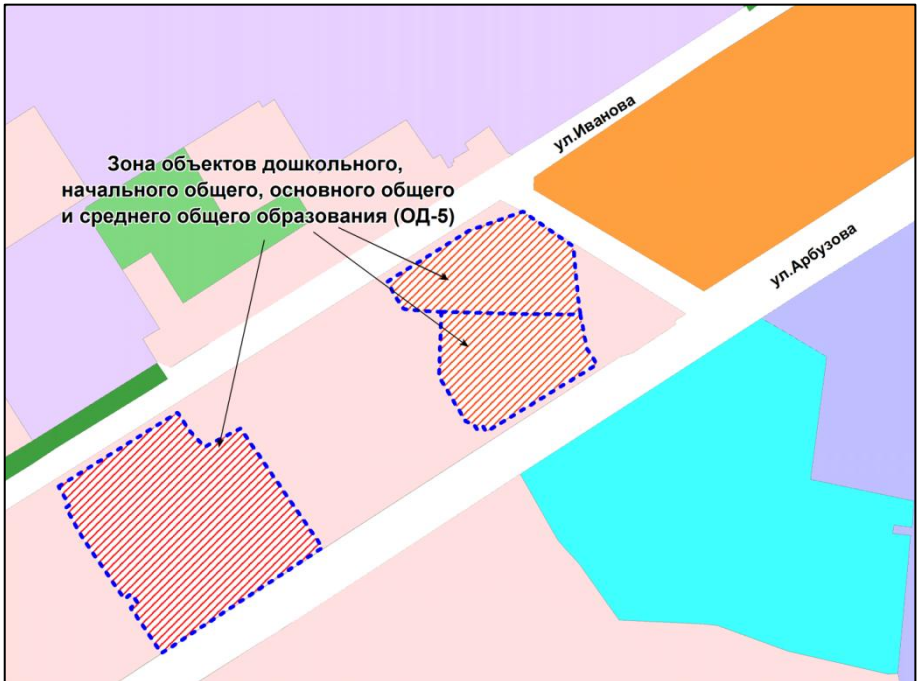 ул.Иванова
Зона объектов дошкольного,
начального общего, основного общего
и среднего общего образования (ОД-5)
ул.Арбузова